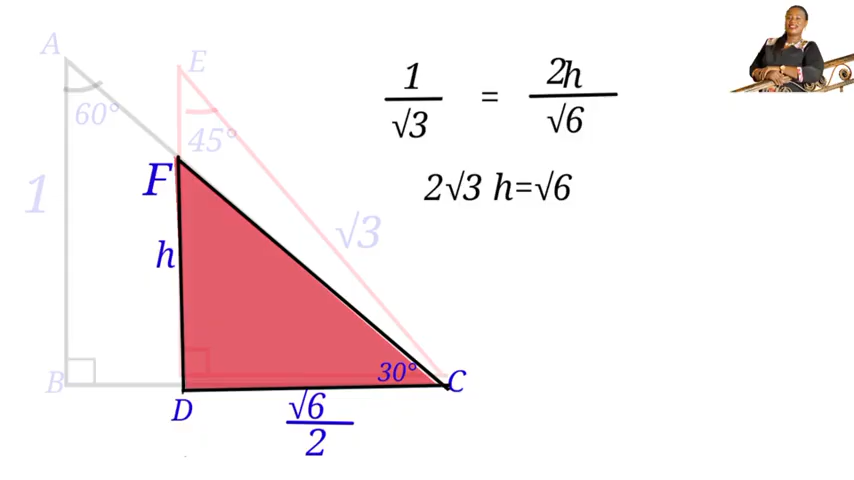 A
E
60°
45°
1
F
h
√3
30°
B
D
C
√6/2
1/√3 = 2h/√6
2√3 h=√6